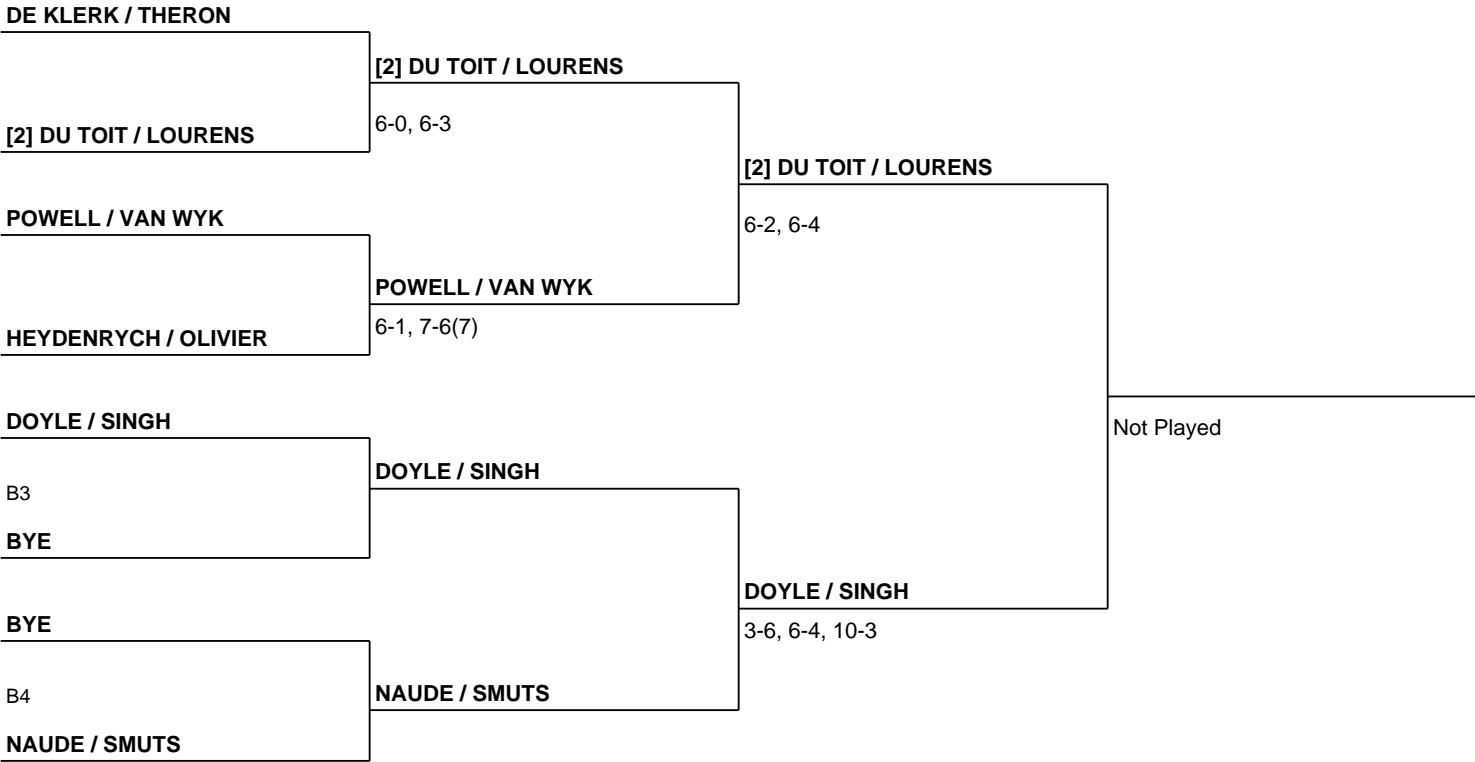 DE KLERK / THERON
[2] DU TOIT / LOURENS
6-0, 6-3
[2] DU TOIT / LOURENS
[2] DU TOIT / LOURENS
6-2, 6-4
POWELL / VAN WYK
POWELL / VAN WYK
6-1, 7-6(7)
HEYDENRYCH / OLIVIER
DOYLE / SINGH
Not Played
DOYLE / SINGH
B3
BYE
DOYLE / SINGH
3-6, 6-4, 10-3
BYE
B4
NAUDE / SMUTS
NAUDE / SMUTS